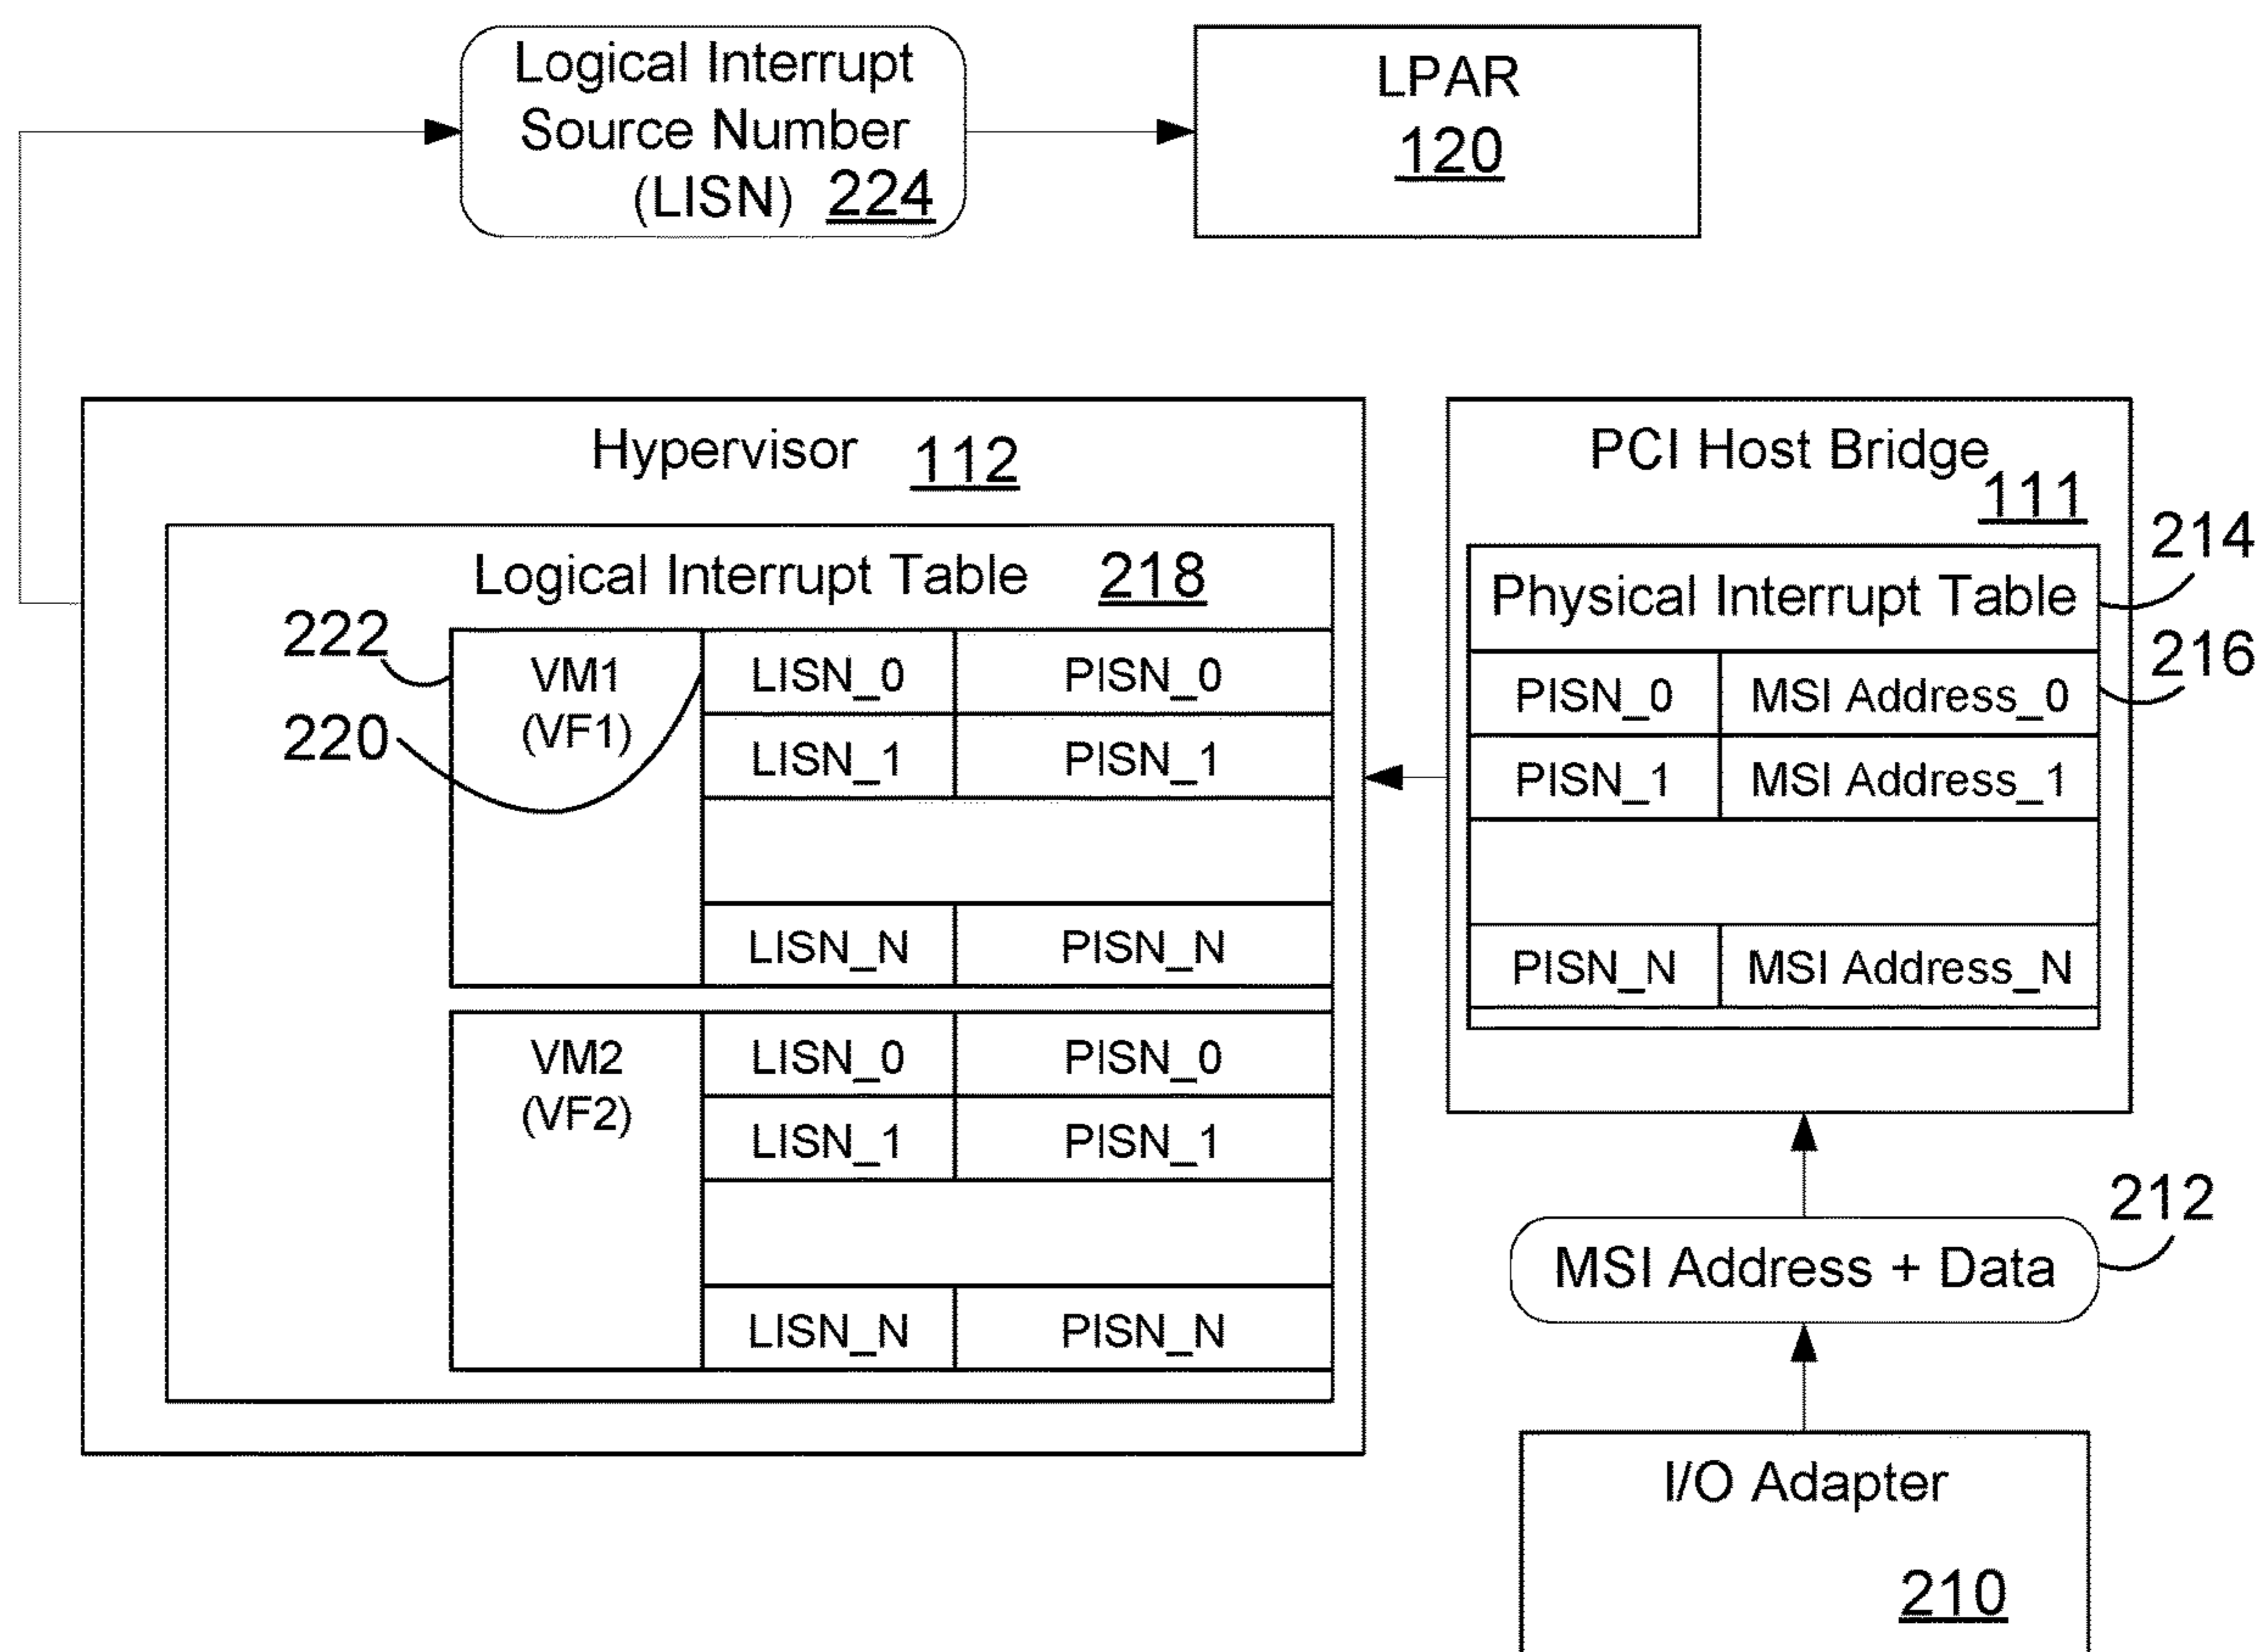 Logical Interrupt
Source Number
(LISN) 224
LPAR
120
Hypervisor 112
Logical Interrupt Table 218
222
220
VM1
(VF1)
LISN_0 PISN_0
LISN_1 PISN_1
LISN_N PISN_N
VM2
(VF2)
LISN_0 PISN_0
LISN_1 PISN_1
LISN_N PISN_N
PCI Host Bridge
111
214
Physical Interrupt Table
216
PISN_0 MSI Address_0
PISN_1 MSI Address_1
PISN_N MSI Address_N
212
MSI Address + Data
I/O Adapter
210